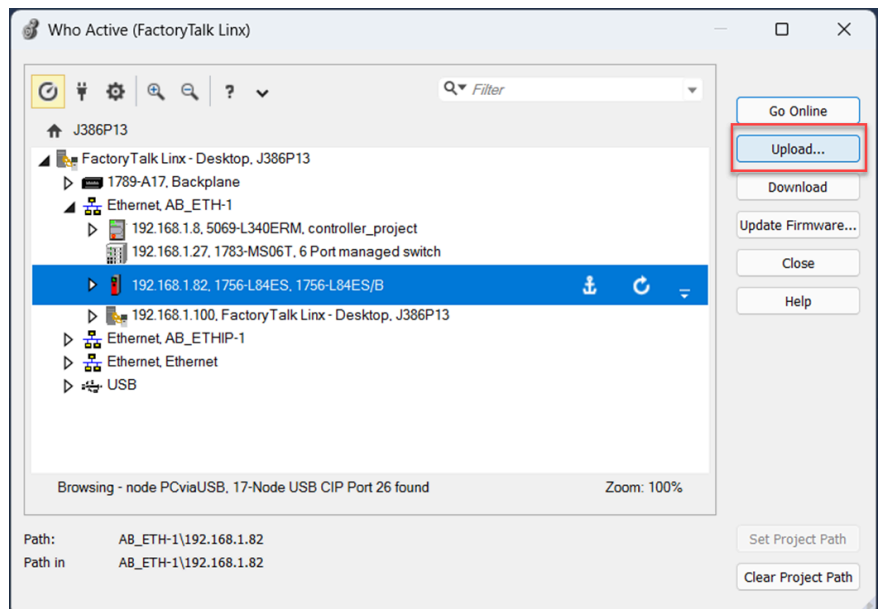 Who Active (FactoryTalk Linx)
? Filter
J386P13
FactoryTalk Linx - Desktop, J386P13
1789-A17, Backplane
Ethernet, AB_ETH-1
192.168.1.8, 5069-L340ERM, controller_project
192.168.1.27, 1783-MS06T, 6 Port managed switch
192.168.1.82, 1756-L84ES, 1756-L84ES/B
192.168.1.100, FactoryTalk Linx - Desktop, J386P13
Ethernet, AB_ETHIP-1
Ethernet, Ethernet
USB
Browsing - node PCviaUSB, 17-Node USB CIP Port 26 found Zoom: 100%
Go Online
Upload...
Download
Update Firmware...
Close
Help
Path: AB_ETH-1\192.168.1.82
Path in AB_ETH-1\192.168.1.82
Set Project Path
Clear Project Path